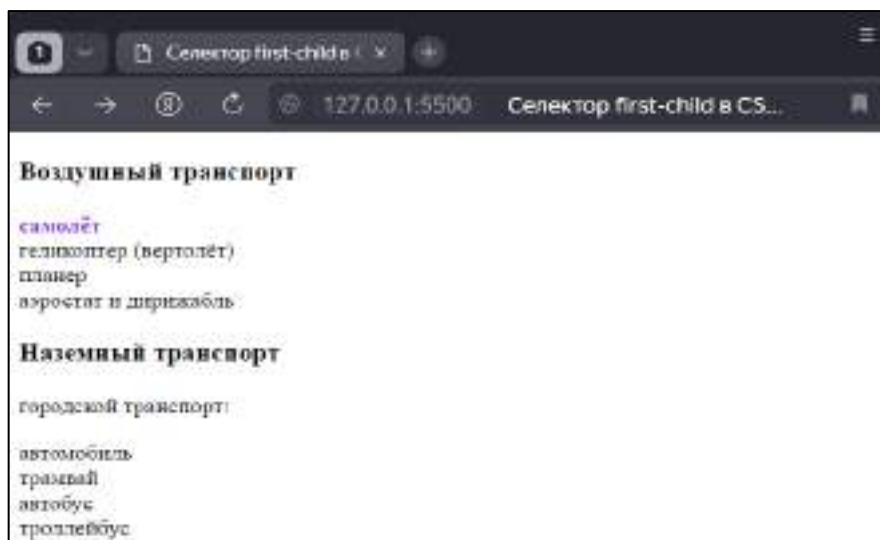 1
Селектор first-child в
127.0.0.1:5500 Селектор first-child в CS...
Воздушный транспорт
самолёт
геликоптер (вертолёт)
планер
аэростат и дирижабль
Наземный транспорт
городской транспорт:
автомобиль
трамвай
автобус
троллейбус